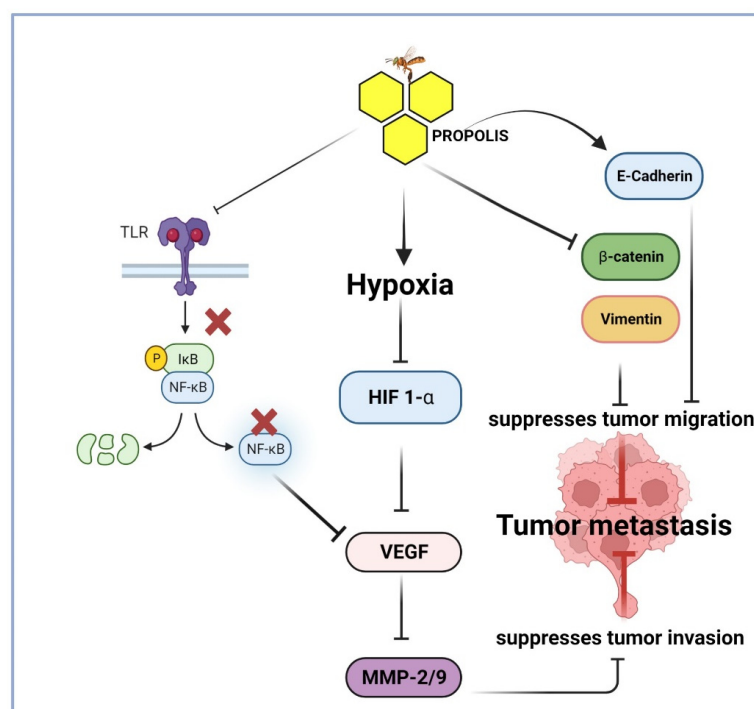 PROPOLIS
E-Cadherin
TLR
β-catenin
Hypoxia
Vimentin
P
IκB
NF-κB
HIF 1-α
suppresses tumor migration
NF-κB
Tumor metastasis
VEGF
suppresses tumor invasion
MMP-2/9